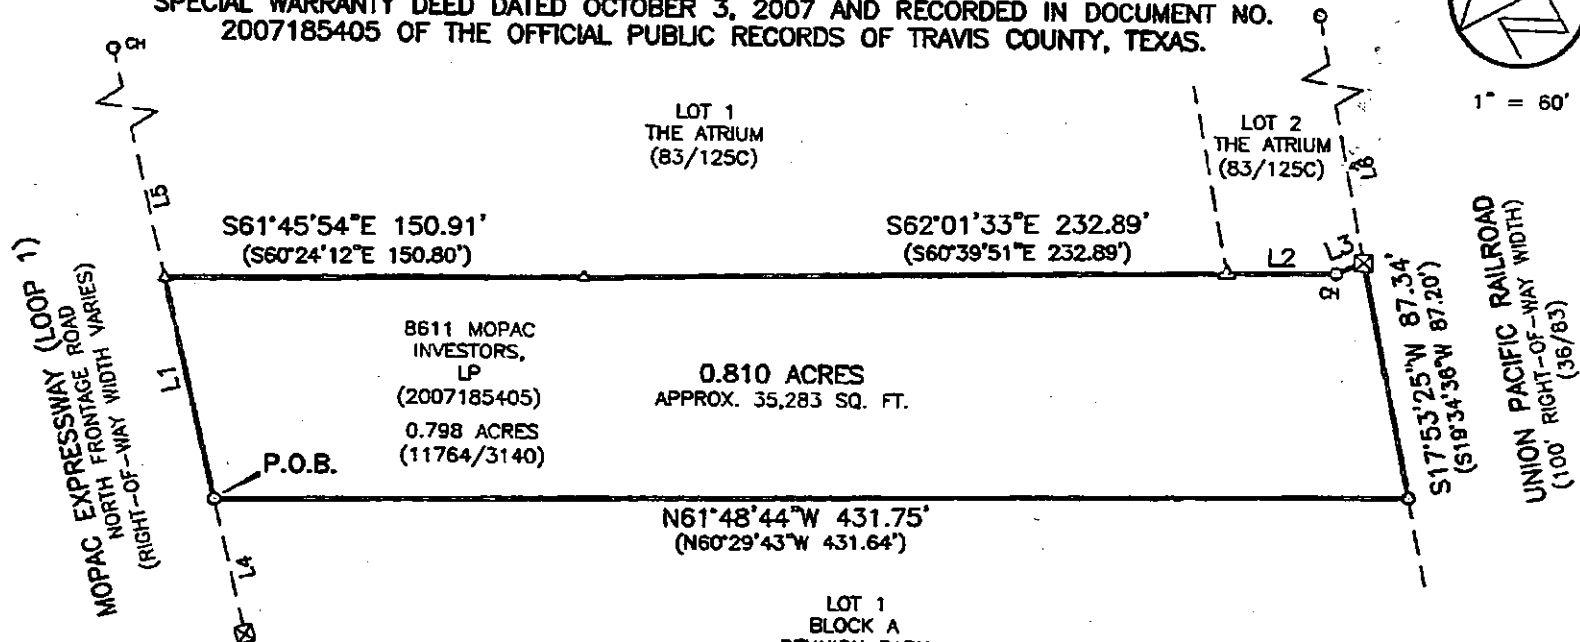 SPECIAL WARRANTY DEED DATED OCTOBER 3, 2007 AND RECORDED IN DOCUMENT NO.
2007185405 OF THE OFFICIAL PUBLIC RECORDS OF TRAVIS COUNTY, TEXAS.
CH
1" = 60'
LOT 1
THE ATRIUM
(83/125C)
LOT 2
THE ATRIUM
(83/125C)
L5
L6
S61°45'54"E 150.91'
(S60°24'12"E 150.80')
S62°01'33"E 232.89'
(S60°39'51"E 232.89')
L2
L3
CH
MOPAC EXPRESSWAY (LOOP 1)
NORTH FRONTAGE ROAD
(RIGHT-OF-WAY WIDTH VARIES)
L1
8611 MOPAC
INVESTORS,
LP
(2007185405)
0.798 ACRES
(11764/3140)
0.810 ACRES
APPROX. 35,283 SQ. FT.
S17°53'25"W 87.34'
(S19°34'36"W 87.20')
UNION PACIFIC RAILROAD
(100' RIGHT-OF-WAY WIDTH)
(36/83)
P.O.B.
N61°48'44"W 431.75'
(N60°29'43"W 431.64')
L4
LOT 1
BLOCK A